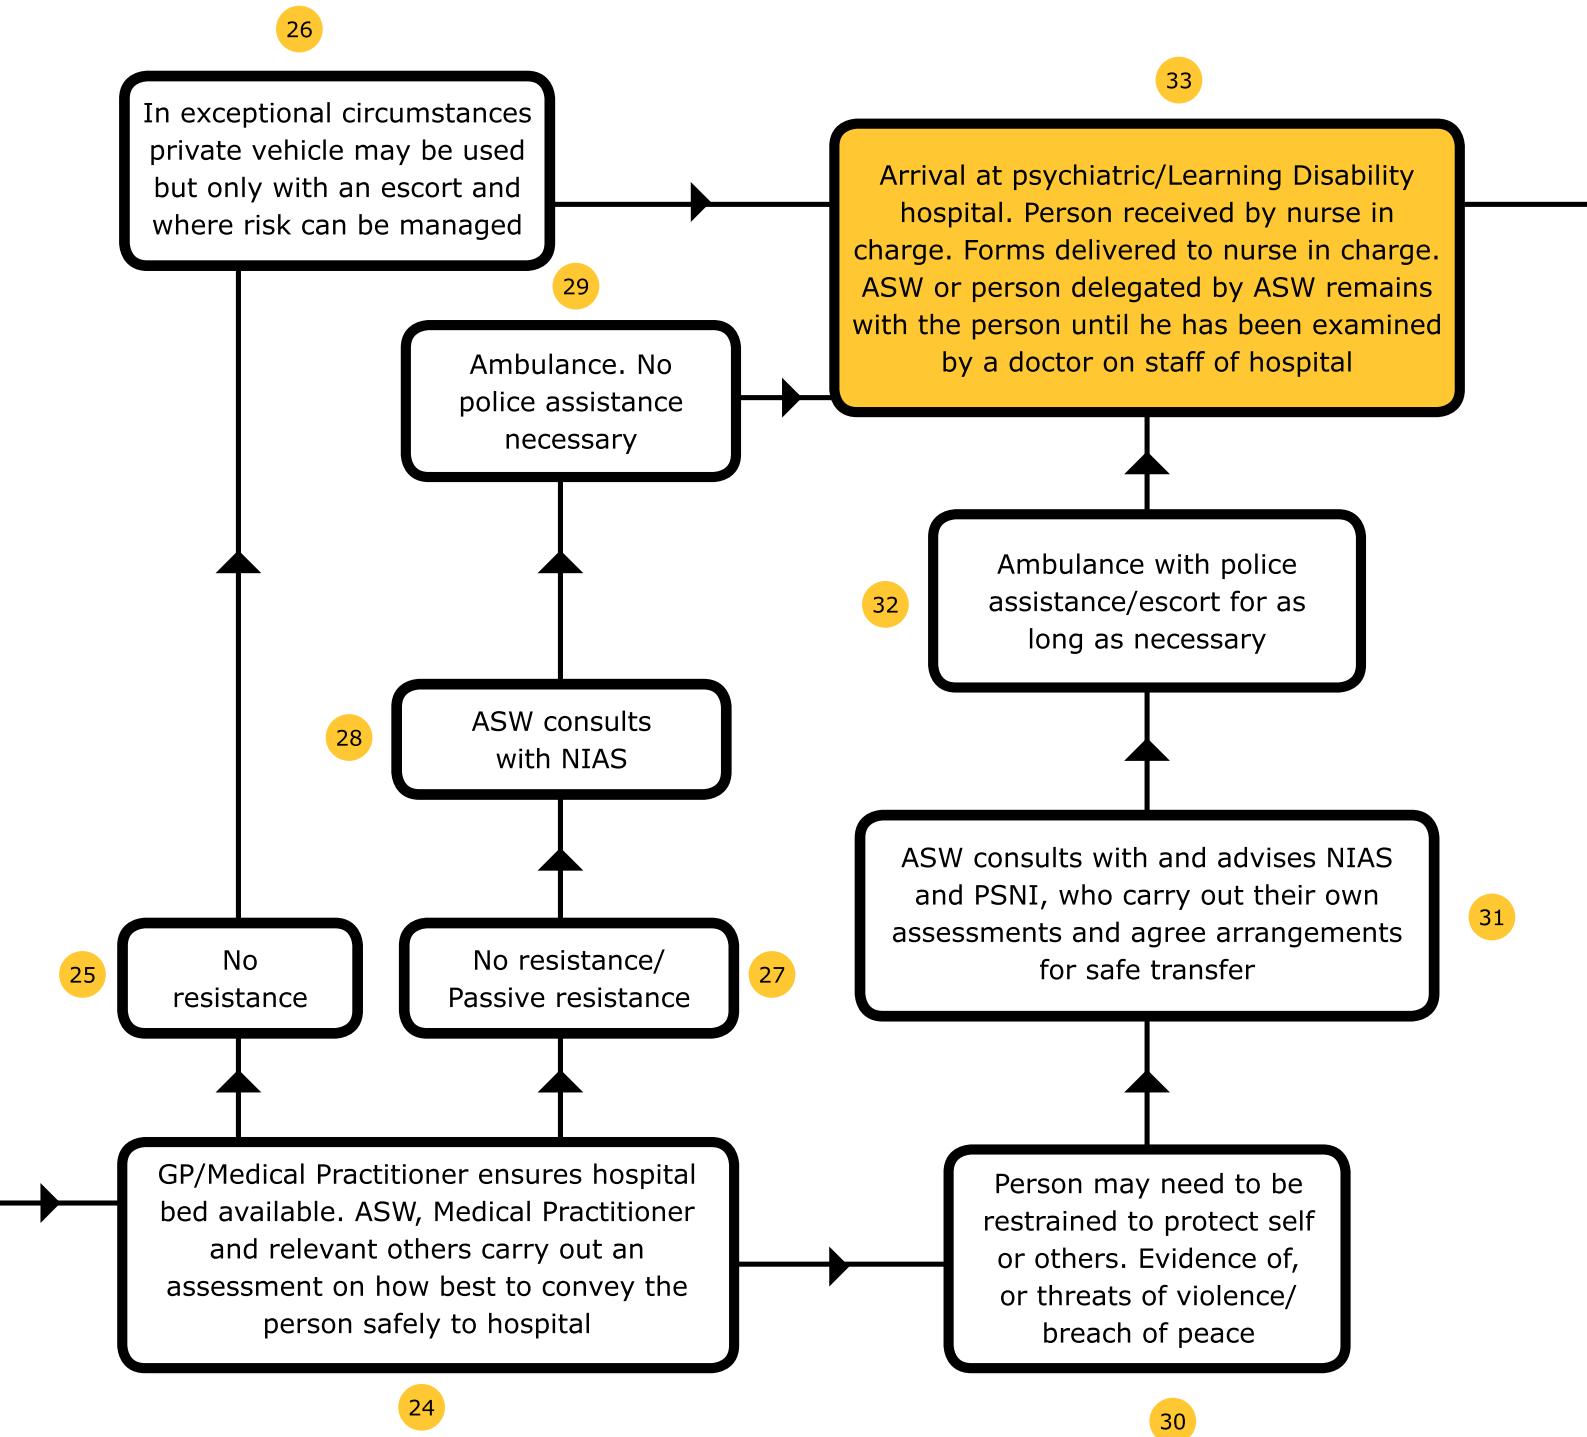 26
In exceptional circumstances
private vehicle may be used
but only with an escort and
where risk can be managed
33
Arrival at psychiatric/Learning Disability
hospital. Person received by nurse in
charge. Forms delivered to nurse in charge.
ASW or person delegated by ASW remains
with the person until he has been examined
by a doctor on staff of hospital
29
Ambulance. No
police assistance
necessary
32
Ambulance with police
assistance/escort for as
long as necessary
28
ASW consults
with NIAS
ASW consults with and advises NIAS
and PSNI, who carry out their own
assessments and agree arrangements
for safe transfer
31
25
No
resistance
No resistance/
Passive resistance
27
GP/Medical Practitioner ensures hospital
bed available. ASW, Medical Practitioner
and relevant others carry out an
assessment on how best to convey the
person safely to hospital
24
Person may need to be
restrained to protect self
or others. Evidence of,
or threats of violence/
breach of peace
30